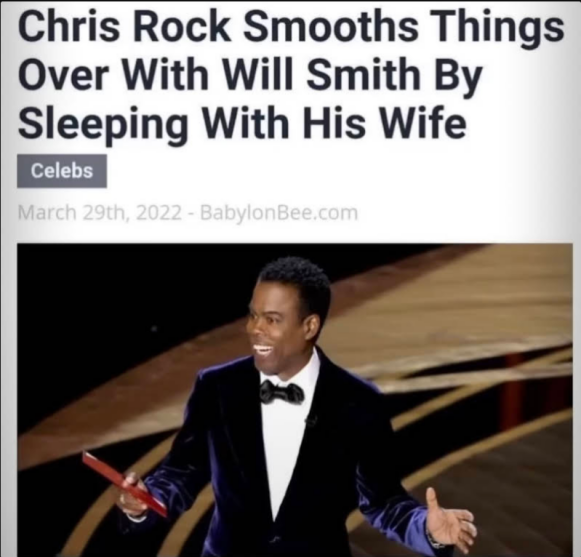 Chris Rock Smooths Things
Over With Will Smith By
Sleeping With His Wife
Celebs
March 29th, 2022 - BabylonBee.com